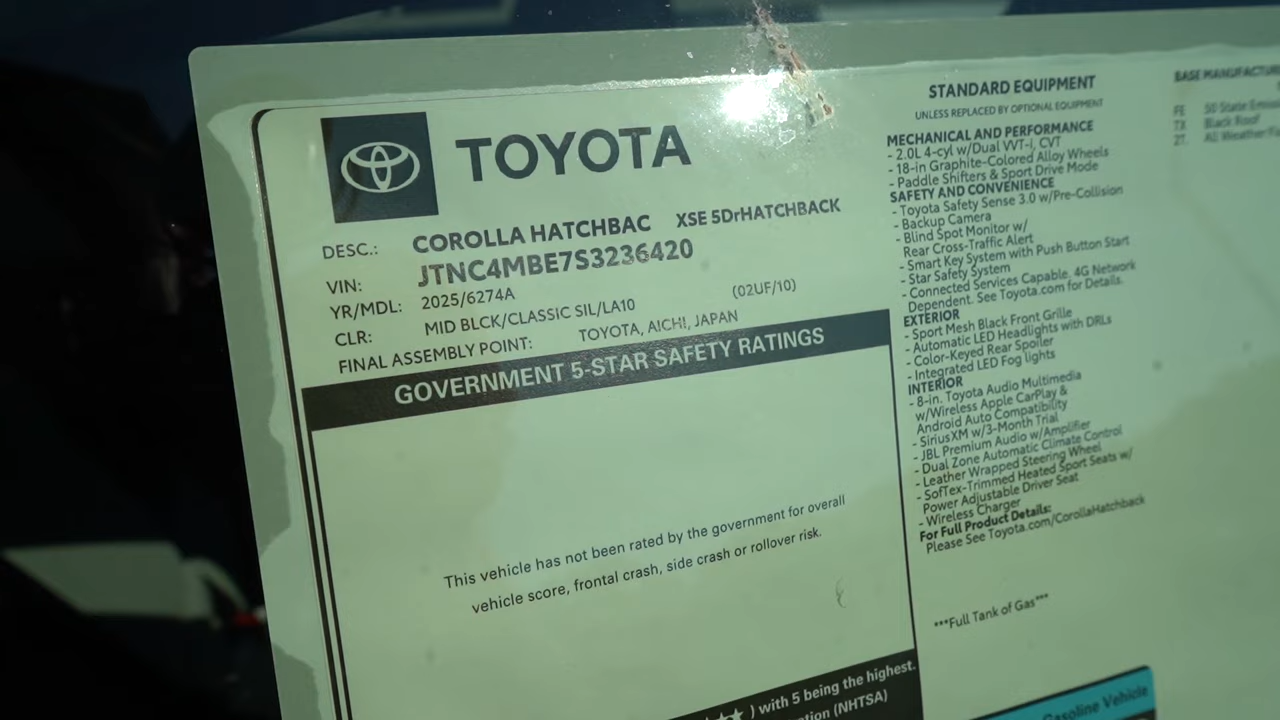 TOYOTA
DESC.: COROLLA HATCHBAC XSE 5DrHATCHBACK
VIN: JTNC4MBE7S3236420
YR/MDL: 2025/6274A
CLR: MID BLCK/CLASSIC SIL/LA10 (02UF/10)
FINAL ASSEMBLY POINT: TOYOTA, AICHI, JAPAN
GOVERNMENT 5-STAR SAFETY RATINGS
This vehicle has not been rated by the government for overall
vehicle score, frontal crash, side crash or rollover risk.
★★ ) with 5 being the highest.
(NHTSA)
STANDARD EQUIPMENT
UNLESS REPLACED BY OPTIONAL EQUIPMENT
MECHANICAL AND PERFORMANCE
- 2.0L 4-cyl w/Dual VVT-i, CVT
- 18-in Graphite-Colored Alloy Wheels
- Paddle Shifters & Sport Drive Mode
SAFETY AND CONVENIENCE
- Toyota Safety Sense 3.0 w/Pre-Collision
- Backup Camera
- Blind Spot Monitor w/
Rear Cross-Traffic Alert
- Smart Key System with Push Button Start
- Star Safety System
- Connected Services Capable. 4G Network
Dependent. See Toyota.com for Details.
EXTERIOR
- Sport Mesh Black Front Grille
- Automatic LED Headlights with DRLs
- Color-Keyed Rear Spoiler
- Integrated LED Fog lights
INTERIOR
- 8-in. Toyota Audio Multimedia
w/Wireless Apple CarPlay &
Android Auto Compatibility
- SiriusXM w/3-Month Trial
- JBL Premium Audio w/Amplifier
- Dual Zone Automatic Climate Control
- Leather Wrapped Steering Wheel
- SofTex-Trimmed Heated Sport Seats w/
Power Adjustable Driver Seat
- Wireless Charger
For Full Product Details:
Please See Toyota.com/CorollaHatchback
***Full Tank of Gas***
Gasoline Vehicle
BASE
FE 50 State
TX Black Roof
2T. All Weather